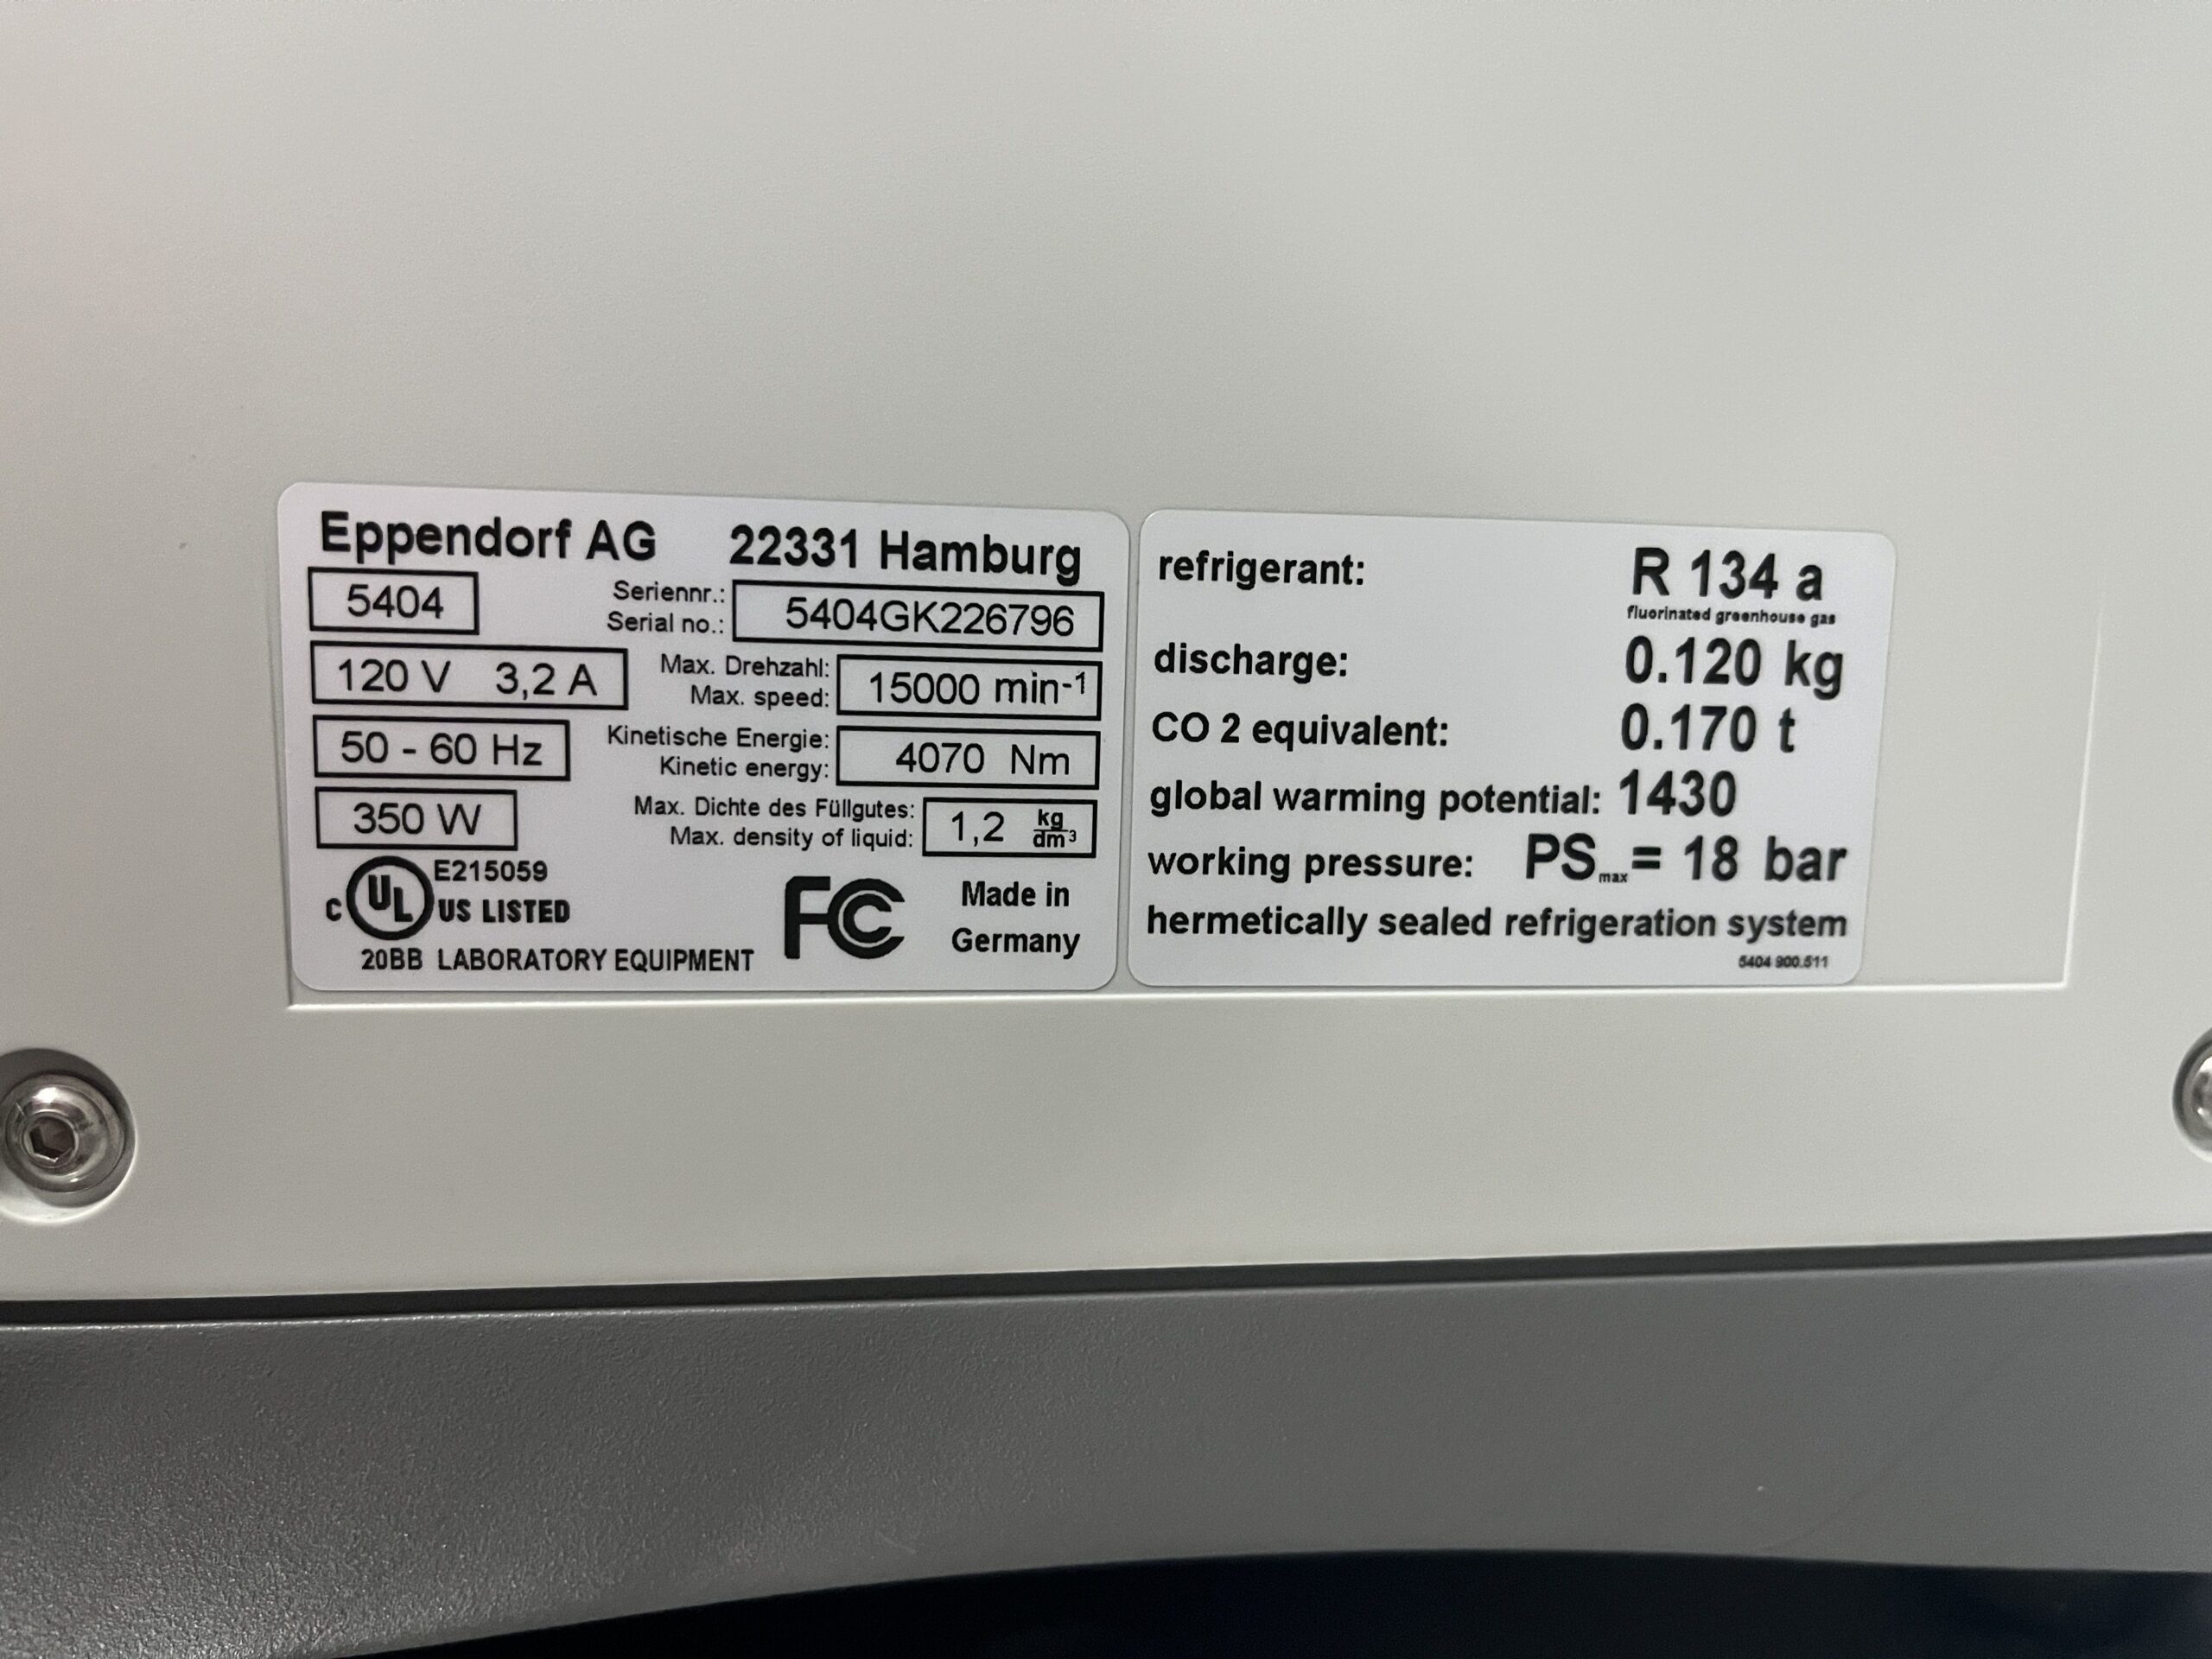 Eppendorf AG 22331 Hamburg
5404 Seriennr.: Serial no.: 5404GK226796
120 V 3,2 A Max. Drehzahl: Max. speed: 15000 min-1
50 - 60 Hz Kinetische Energie: Kinetic energy: 4070 Nm
350 W Max. Dichte des Füllgutes: Max. density of liquid: 1,2 kg/dm³
E215059
C UL US LISTED
20BB LABORATORY EQUIPMENT
FC
Made in
Germany
refrigerant: R 134 a
fluorinated greenhouse gas
discharge: 0.120 kg
CO 2 equivalent: 0.170 t
global warming potential: 1430
working pressure: PSmax= 18 bar
hermetically sealed refrigeration system
5404 900.511